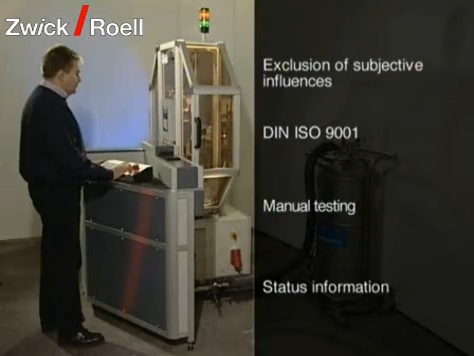 Zwick / Roell
Exclusion of subjective
influences
DIN ISO 9001
Manual testing
Status information